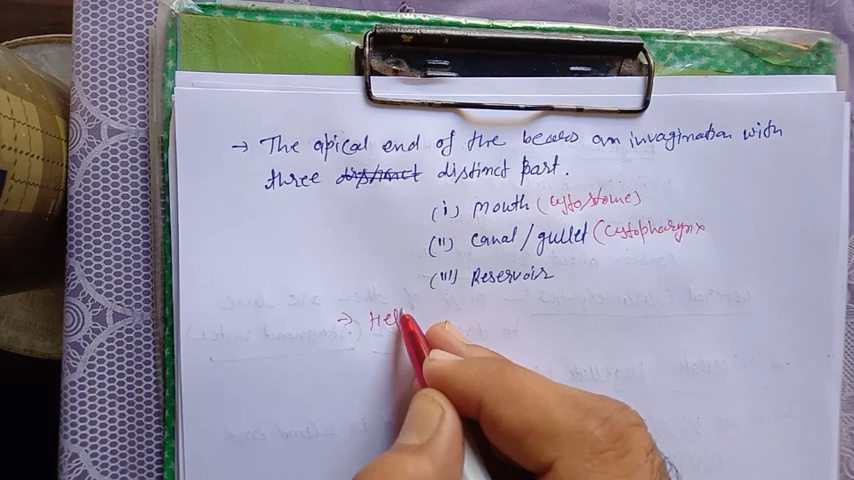 → The apical end of the bears an invagination with
three distinct distinct part.
(i) Mouth (cytostome)
(ii) Canal/gullet (cytopharynx
(iii) Reservoir
→ Hel